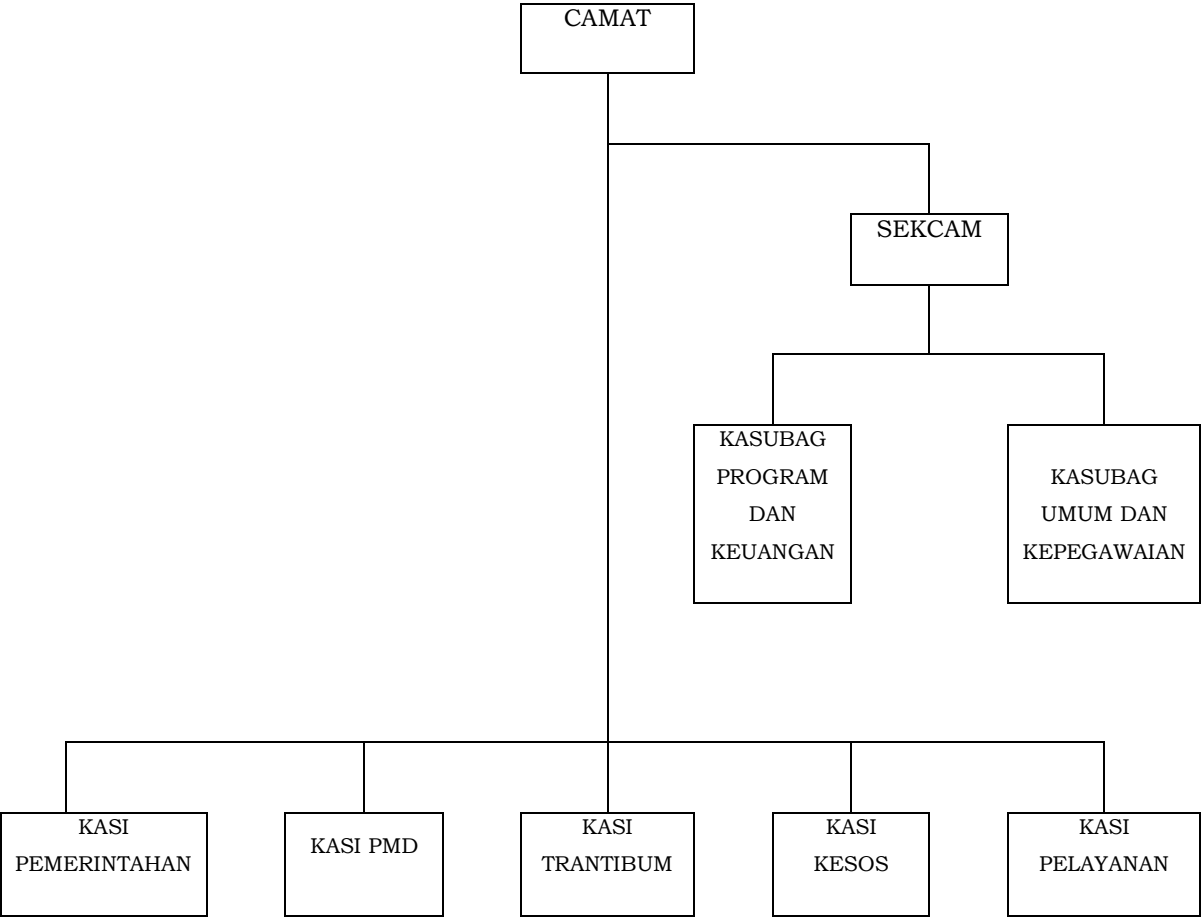 CAMAT
SEKCAM
KASUBAG
PROGRAM
DAN
KEUANGAN
KASUBAG
UMUM DAN
KEPEGAWAIAN
KASI
PEMERINTAHAN
KASI PMD
KASI
TRANTIBUM
KASI
KESOS
KASI
PELAYANAN